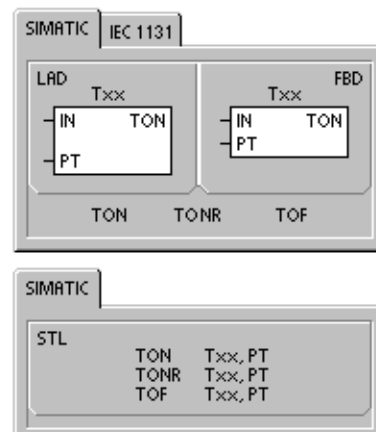 SIMATIC IEC 1131
LAD
Txx
IN TON
PT
FBD
Txx
IN TON
PT
TON TONR TOF
SIMATIC
STL
TON Txx, PT
TONR Txx, PT
TOF Txx, PT